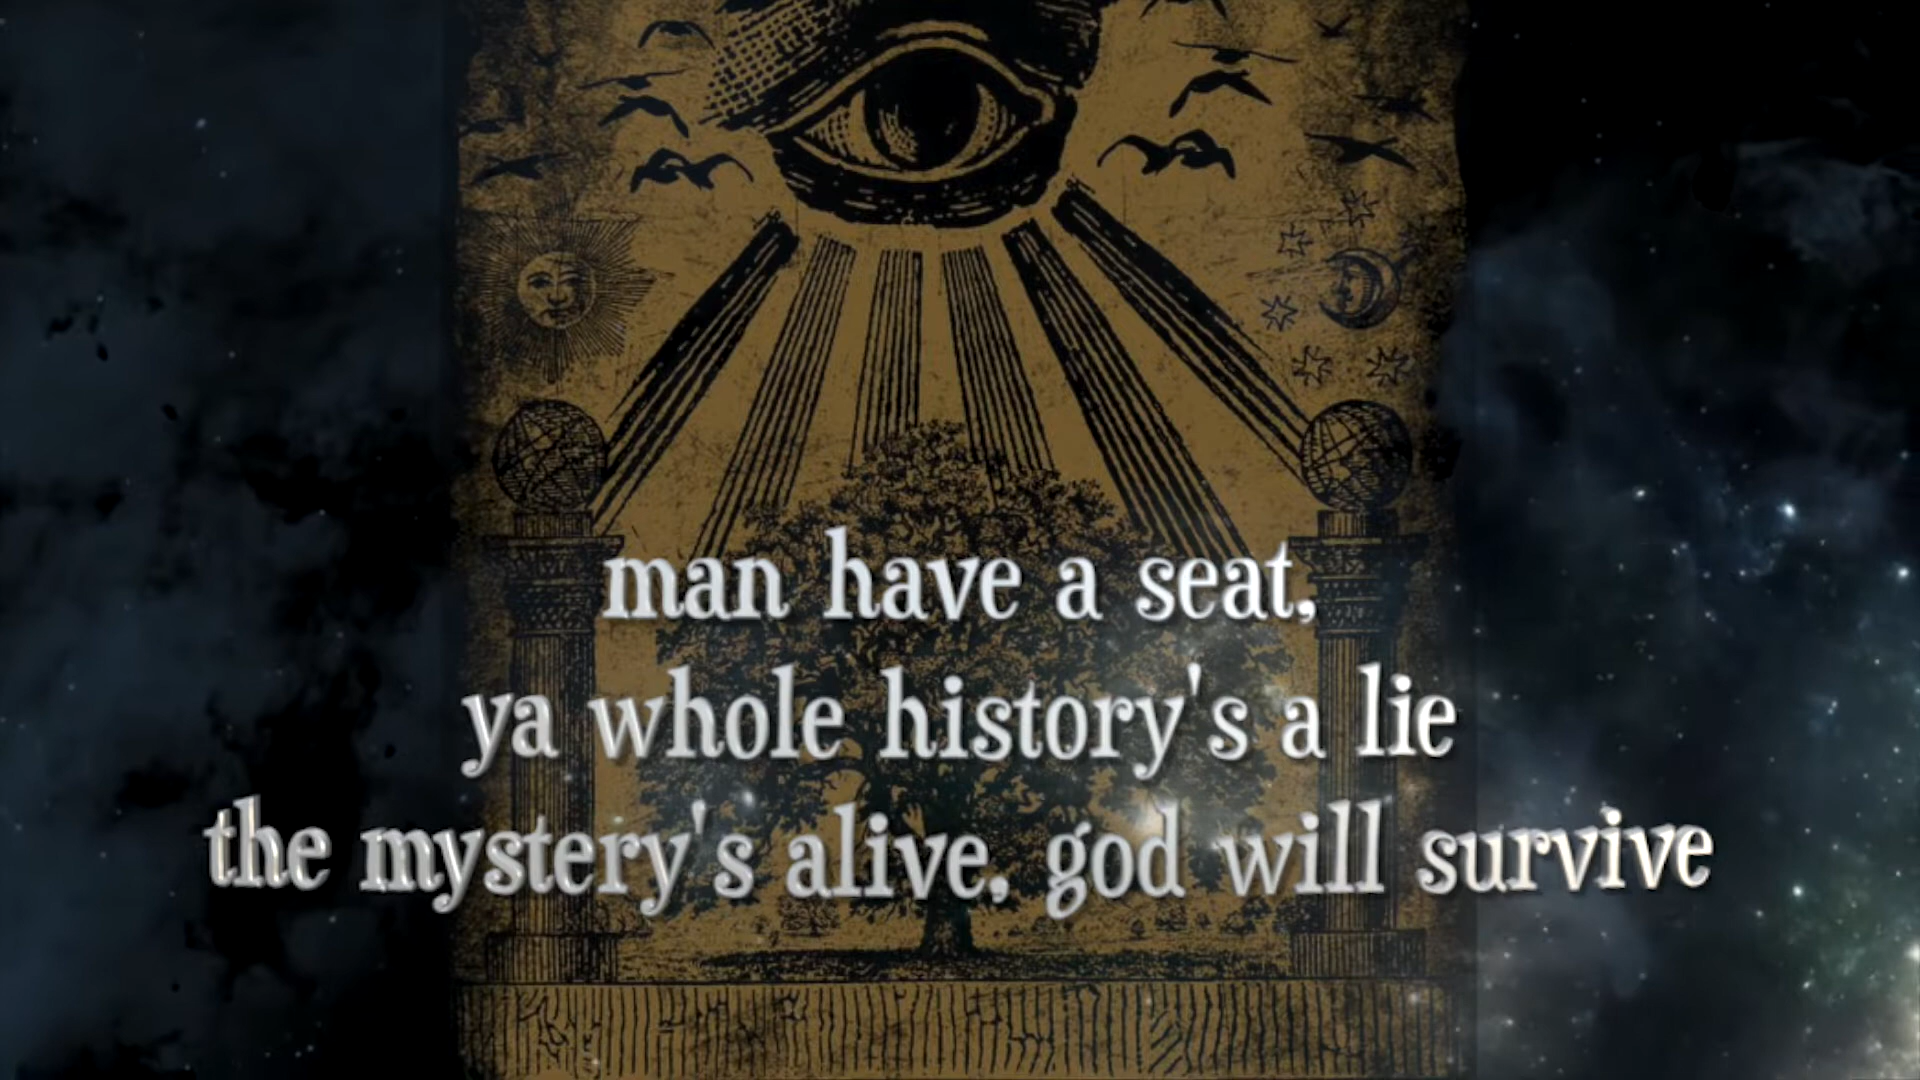 man have a seat,
ya whole history's a lie
the mystery's alive, god will survive